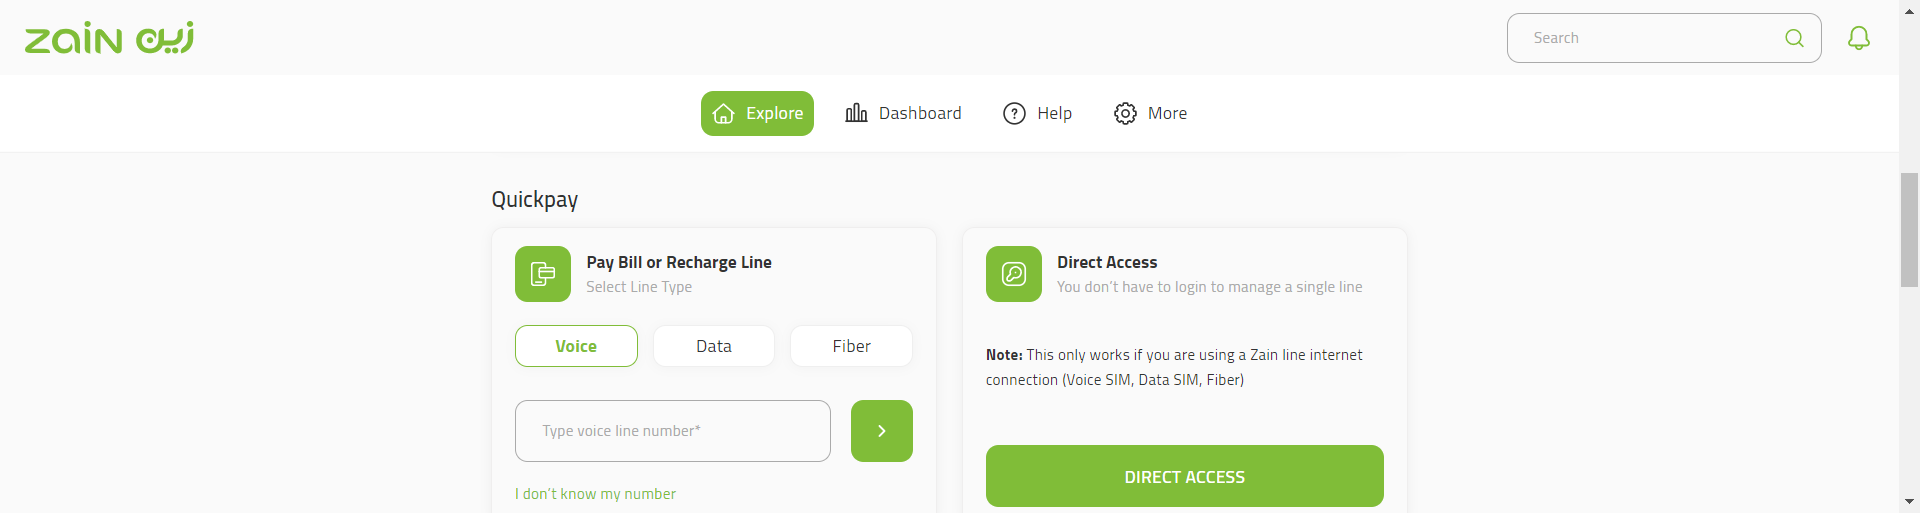 zain زين
Search
Explore
Dashboard
Help
More
Quickpay
Pay Bill or Recharge Line
Select Line Type
Voice
Data
Fiber
Type voice line number*
I don't know my number
Direct Access
You don't have to login to manage a single line
Note: This only works if you are using a Zain line internet
connection (Voice SIM, Data SIM, Fiber)
DIRECT ACCESS